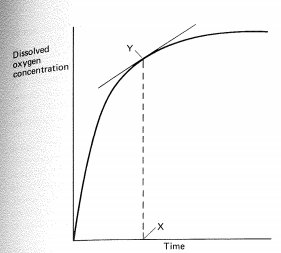 Dissolved
oxygen
concentration
Y
X
Time